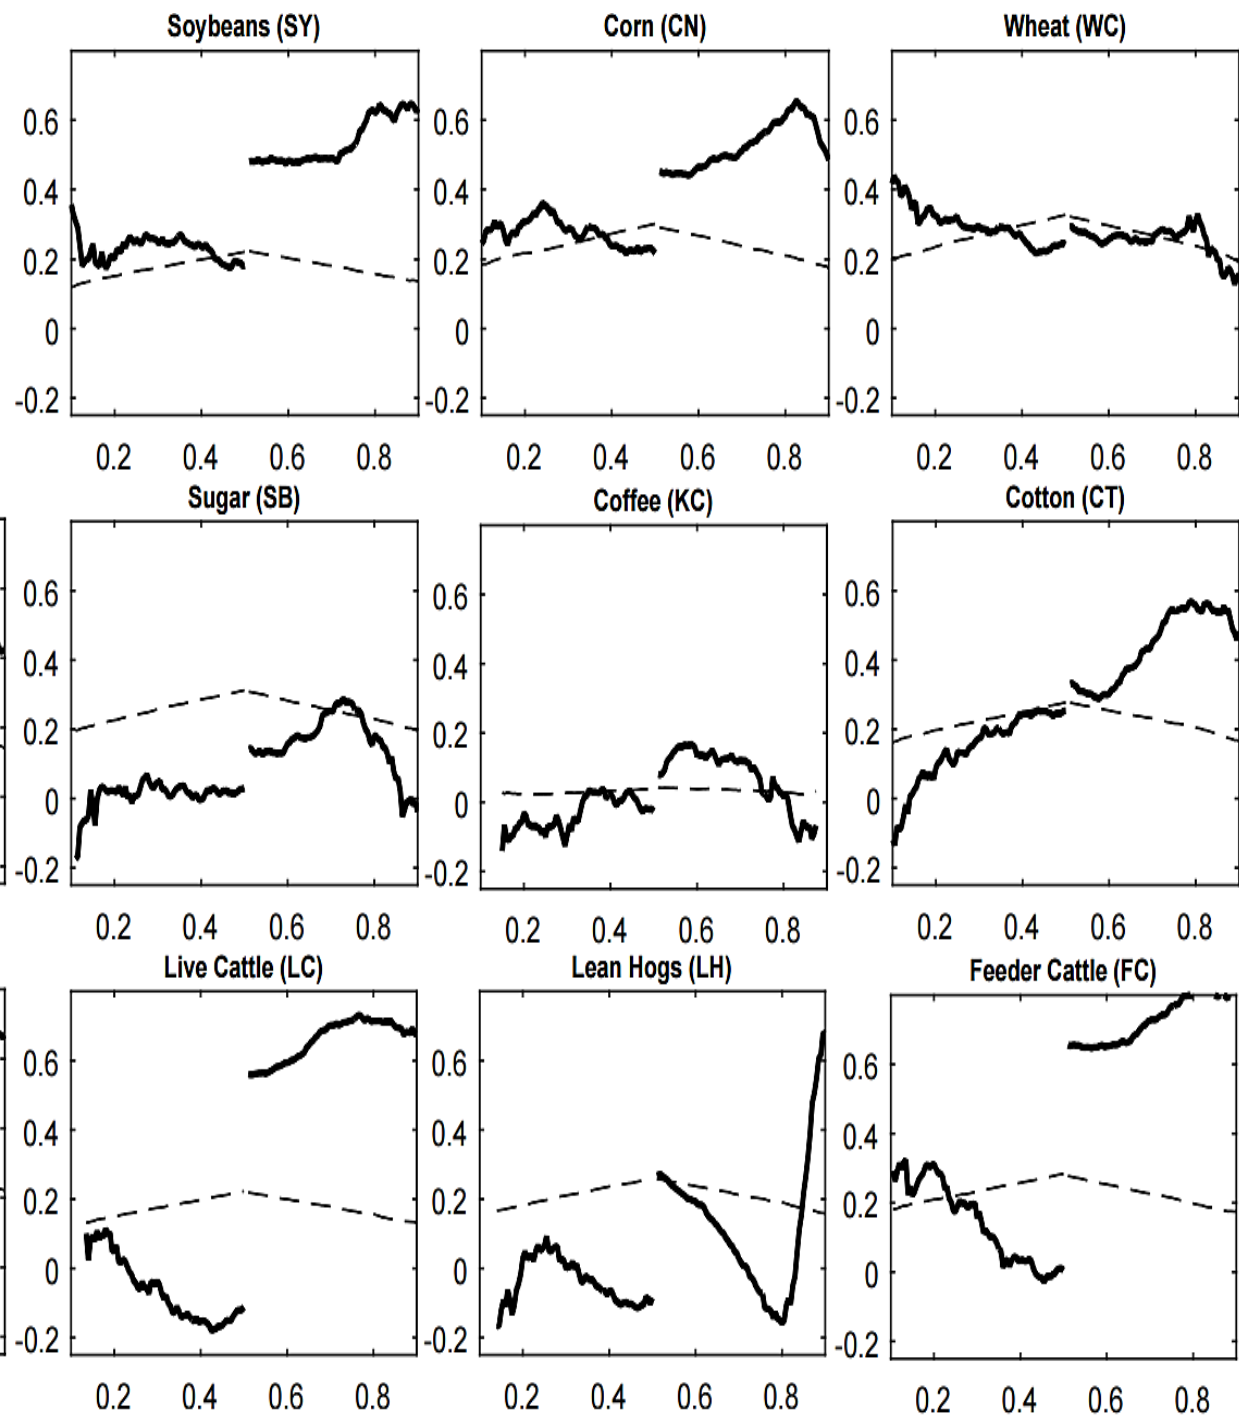 Soybeans (SY) Corn (CN) Wheat (WC)
0.6 0.6 0.6
0.4 0.4 0.4
0.2 0.2 0.2
0 0 0
-0.2 -0.2 -0.2
0.2 0.4 0.6 0.8 0.2 0.4 0.6 0.8 0.2 0.4 0.6 0.8
Sugar (SB) Coffee (KC) Cotton (CT)
0.6 0.6 0.6
0.4 0.4 0.4
0.2 0.2 0.2
0 0 0
-0.2 -0.2 -0.2
0.2 0.4 0.6 0.8 0.2 0.4 0.6 0.8 0.2 0.4 0.6 0.8
Live Cattle (LC) Lean Hogs (LH) Feeder Cattle (FC)
0.6 0.6 0.6
0.4 0.4 0.4
0.2 0.2 0.2
0 0 0
-0.2 -0.2 -0.2
0.2 0.4 0.6 0.8 0.2 0.4 0.6 0.8 0.2 0.4 0.6 0.8